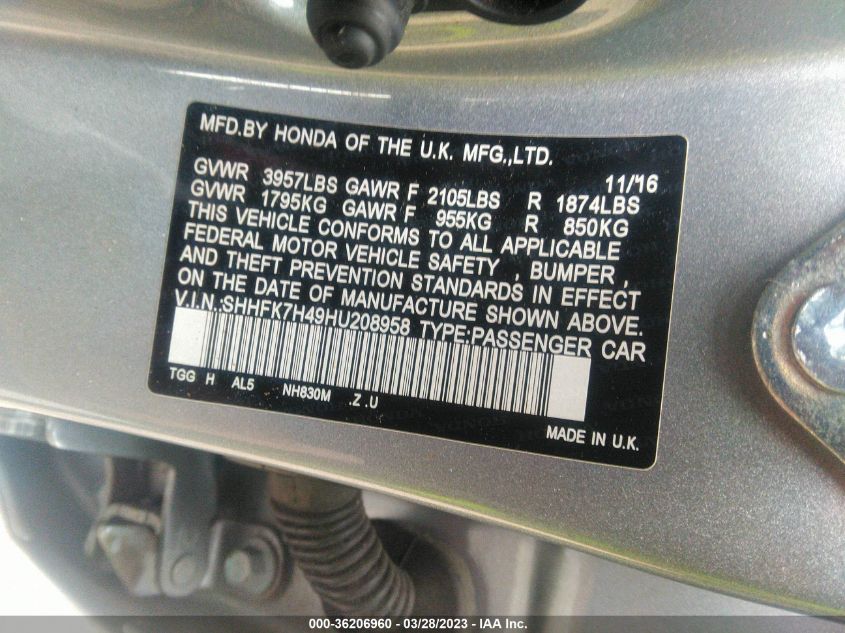 MFD.BY HONDA OF THE U.K. MFG.,LTD.
11/'16
GVWR 3957LBS GAWR F 2105LBS R 1874LBS
GVWR 1795KG GAWR F 955KG R 850KG
THIS VEHICLE CONFORMS TO ALL APPLICABLE
FEDERAL MOTOR VEHICLE SAFETY , BUMPER ,
AND THEFT PREVENTION STANDARDS IN EFFECT
ON THE DATE OF MANUFACTURE SHOWN ABOVE.
V.I.N.:SHHFK7H49HU208958 TYPE:PASSENGER CAR
TGG H AL5 NH830M .Z .U
MADE IN U.K.
000-36206960 - 03/28/2023 - IAA Inc.